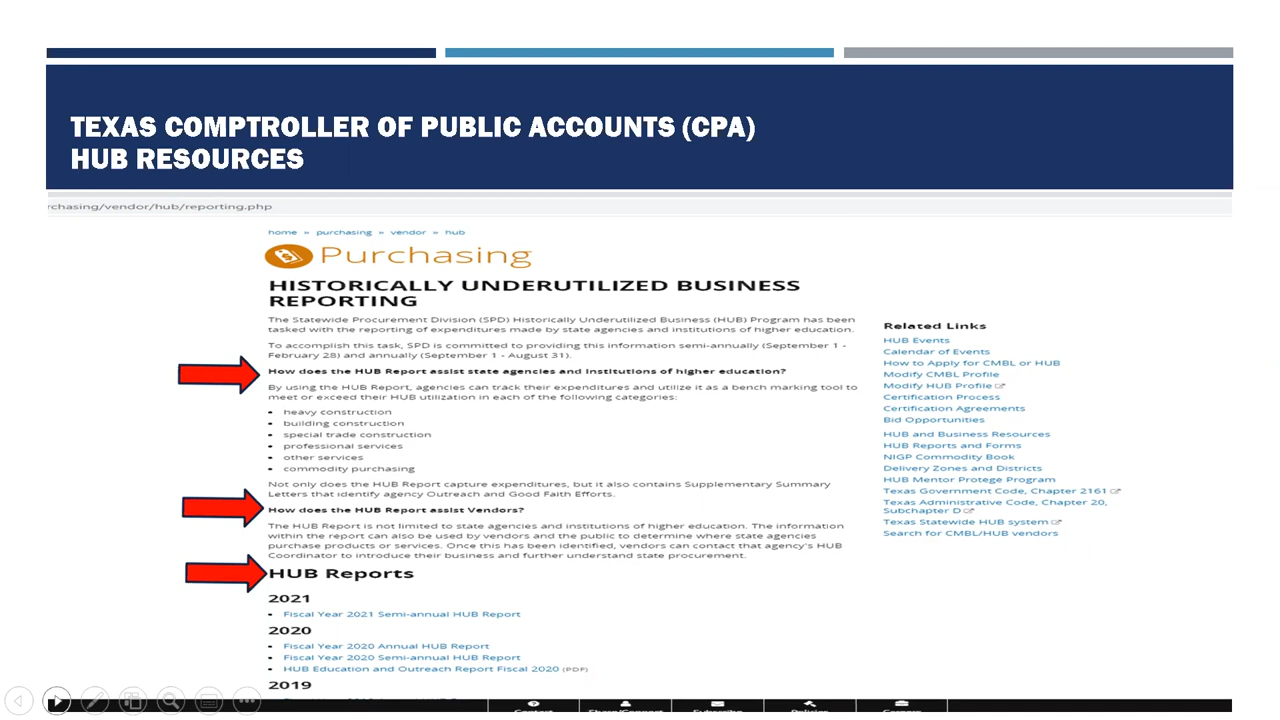 TEXAS COMPTROLLER OF PUBLIC ACCOUNTS (CPA)
HUB RESOURCES
rchasing/vendor/hub/reporting.php
home » purchasing » vendor » hub
Purchasing
HISTORICALLY UNDERUTILIZED BUSINESS
REPORTING
The Statewide Procurement Division (SPD) Historically Underutilized Business (HUB) Program has been
tasked with the reporting of expenditures made by state agencies and institutions of higher education.
To accomplish this task, SPD is committed to providing this information semi-annually (September 1 -
February 28) and annually (September 1 - August 31).
How does the HUB Report assist state agencies and institutions of higher education?
By using the HUB Report, agencies can track their expenditures and utilize it as a bench marking tool to
meet or exceed their HUB utilization in each of the following categories:
• heavy construction
• building construction
• special trade construction
• professional services
• other services
• commodity purchasing
Not only does the HUB Report capture expenditures, but it also contains Supplementary Summary
Letters that identify agency Outreach and Good Faith Efforts.
How does the HUB Report assist Vendors?
The HUB Report is not limited to state agencies and institutions of higher education. The information
within the report can also be used by vendors and the public to determine where state agencies
purchase products or services. Once this has been identified, vendors can contact that agency's HUB
Coordinator to introduce their business and further understand state procurement.
HUB Reports
2021
• Fiscal Year 2021 Semi-annual HUB Report
2020
• Fiscal Year 2020 Annual HUB Report
• Fiscal Year 2020 Semi-annual HUB Report
• HUB Education and Outreach Report Fiscal 2020 (PDF)
2019
Related Links
HUB Events
Calendar of Events
How to Apply for CMBL or HUB
Modify CMBL Profile
Modify HUB Profile
Certification Process
Certification Agreements
Bid Opportunities
HUB and Business Resources
HUB Reports and Forms
NIGP Commodity Book
Delivery Zones and Districts
HUB Mentor Protege Program
Texas Government Code, Chapter 2161
Texas Administrative Code, Chapter 20,
Subchapter D
Texas Statewide HUB system
Search for CMBL/HUB vendors